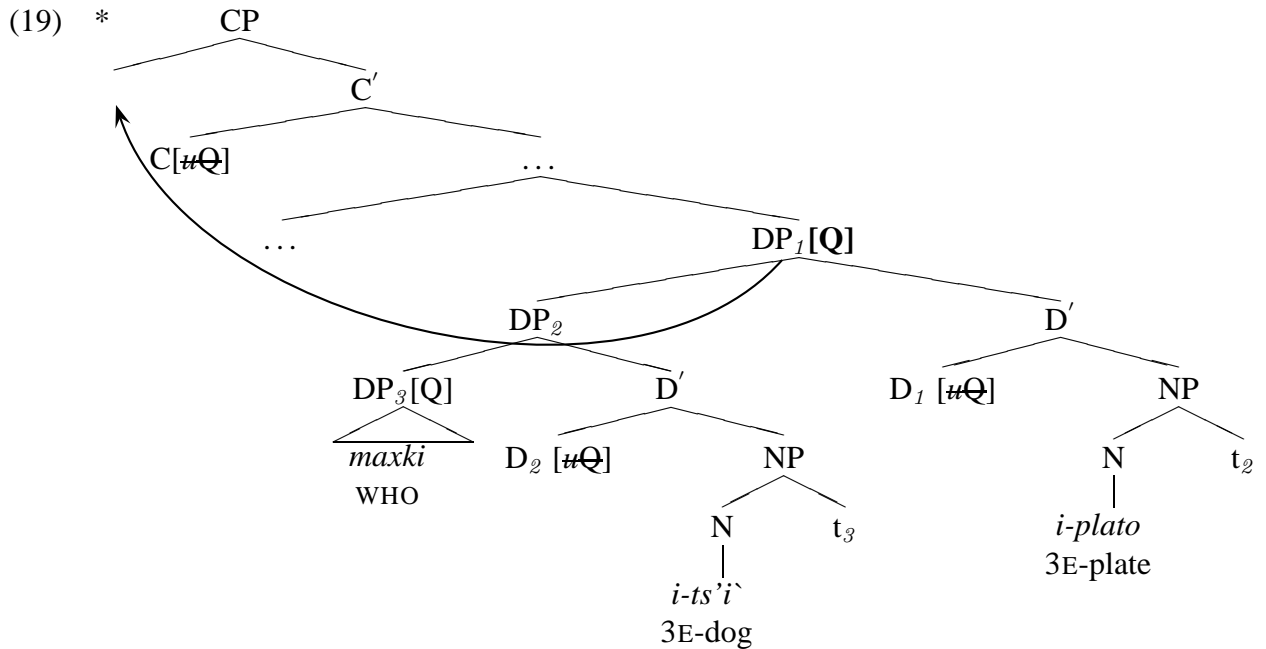 (19) * CP
C′
C[uQ] ...
... DP1[Q]
DP2 D′
DP3[Q] D′ D1 [uQ] NP
maxki D2 [uQ] NP N t2
WHO
N t3 i-plato
3E-plate
i-ts'i`
3E-dog